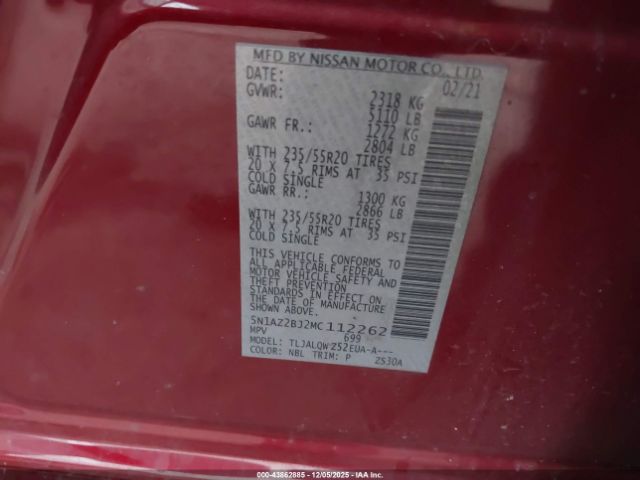 MFD BY NISSAN MOTOR CO., LTD.
DATE: 02/21
GVWR: 2318 KG
5110 LB
GAWR FR.: 1272 KG
2804 LB
WITH 235/55R20 TIRES
20 X 7.5 RIMS AT 35 PSI
COLD SINGLE
GAWR RR.: 1300 KG
2866 LB
WITH 235/55R20 TIRES
20 X 7.5 RIMS AT 35 PSI
COLD SINGLE
THIS VEHICLE CONFORMS TO
ALL APPLICABLE FEDERAL
MOTOR VEHICLE SAFETY AND
THEFT PREVENTION
STANDARDS IN EFFECT ON
THE DATE OF MANUFACTURE
SHOWN ABOVE.
5N1AZ2BJ2MC112262
MPV 699
MODEL: TLJALQWZ52EUA-A---
COLOR: NBL TRIM: P ZS30A
000-43862885 - 12/05/2025 - IAA Inc.